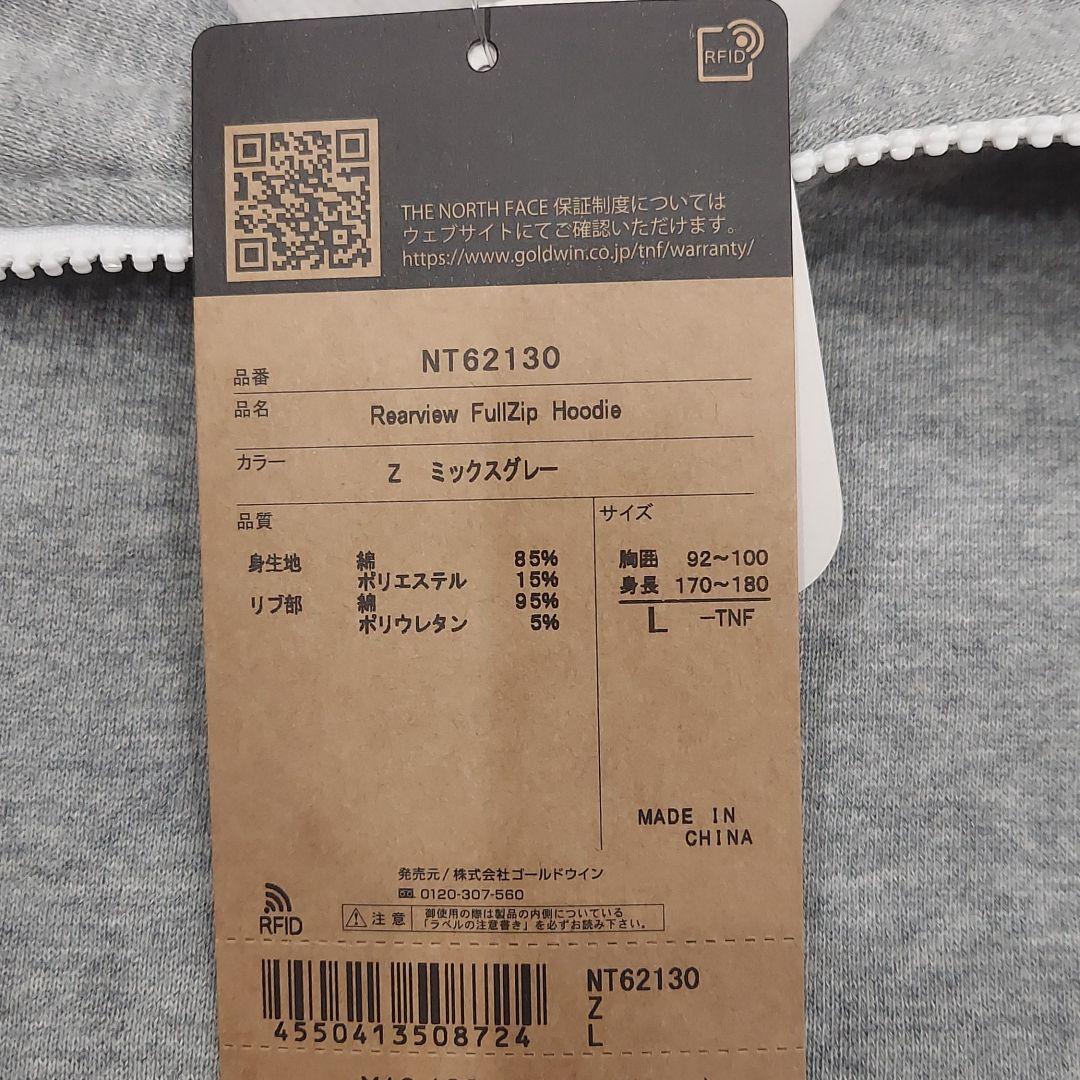 RFID
THE NORTH FACE 保証制度については
ウェブサイトにてご確認いただけます。
https://www.goldwin.co.jp/tnf/warranty/
品番 NT62130
品名 Rearview FullZip Hoodie
カラー Z ミックスグレー
品質
身生地 綿 85%
ポリエステル 15%
リブ部 綿 95%
ポリウレタン 5%
サイズ
胸囲 92〜100
身長 170〜180
L -TNF
MADE IN
CHINA
発売元/株式会社ゴールドウイン
0120-307-560
RFID
注意
御使用の際は製品の内側についている
「ラベルの注意書き」を必ずお読み下さい。
4550413508724
NT62130
Z
L